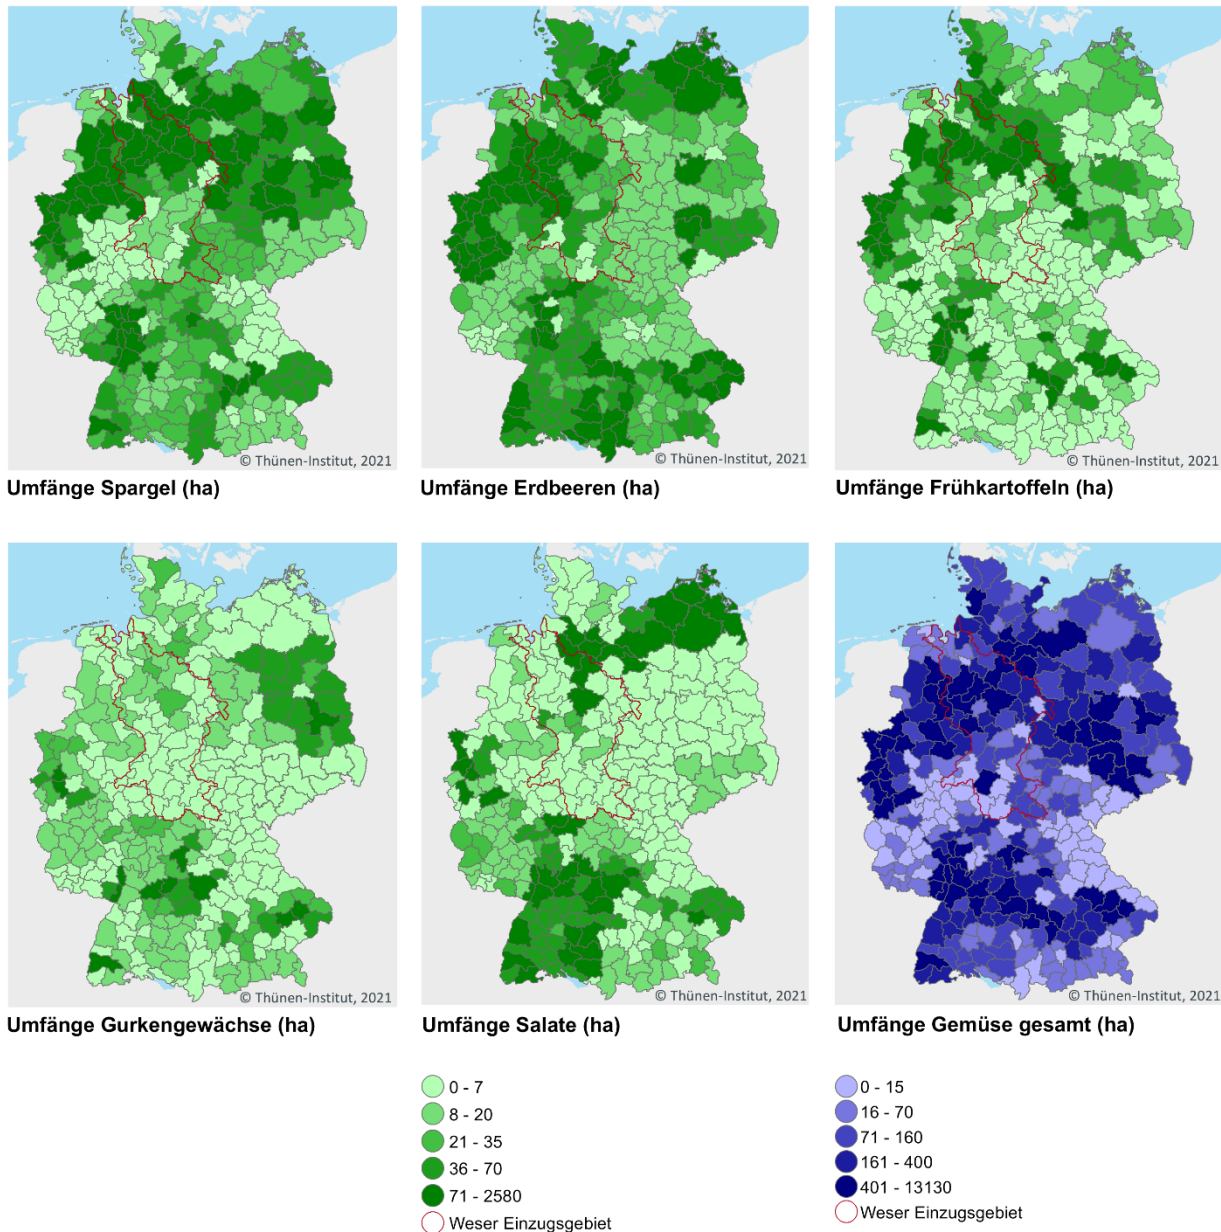 © Thünen-Institut, 2021
© Thünen-Institut, 2021
© Thünen-Institut, 2021
Umfänge Spargel (ha)
Umfänge Erdbeeren (ha)
Umfänge Frühkartoffeln (ha)
© Thünen-Institut, 2021
© Thünen-Institut, 2021
© Thünen-Institut, 2021
Umfänge Gurkengewächse (ha)
Umfänge Salate (ha)
Umfänge Gemüse gesamt (ha)
0 - 7
8 - 20
21 - 35
36 - 70
71 - 2580
Weser Einzugsgebiet
0 - 15
16 - 70
71 - 160
161 - 400
401 - 13130
Weser Einzugsgebiet